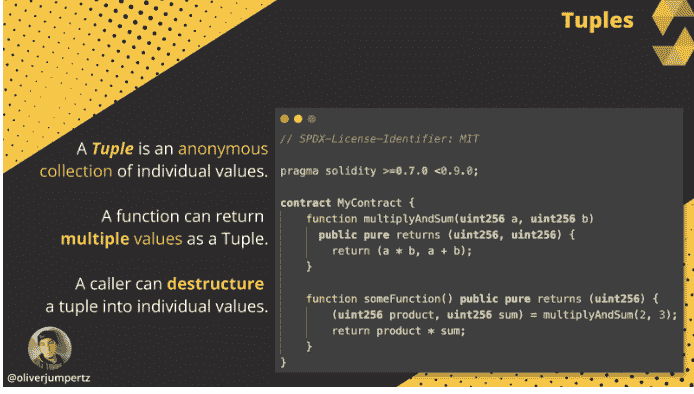 Tuples
A Tuple is an anonymous
collection of individual values.
A function can return
multiple values as a Tuple.
A caller can destructure
a tuple into individual values.
@oliverjumpertz
// SPDX-License-Identifier: MIT
pragma solidity >=0.7.0 <0.9.0;
contract MyContract {
function multiplyAndSum(uint256 a, uint256 b)
public pure returns (uint256, uint256) {
return (a * b, a + b);
}
function someFunction() public pure returns (uint256) {
(uint256 product, uint256 sum) = multiplyAndSum(2, 3);
return product * sum;
}
}